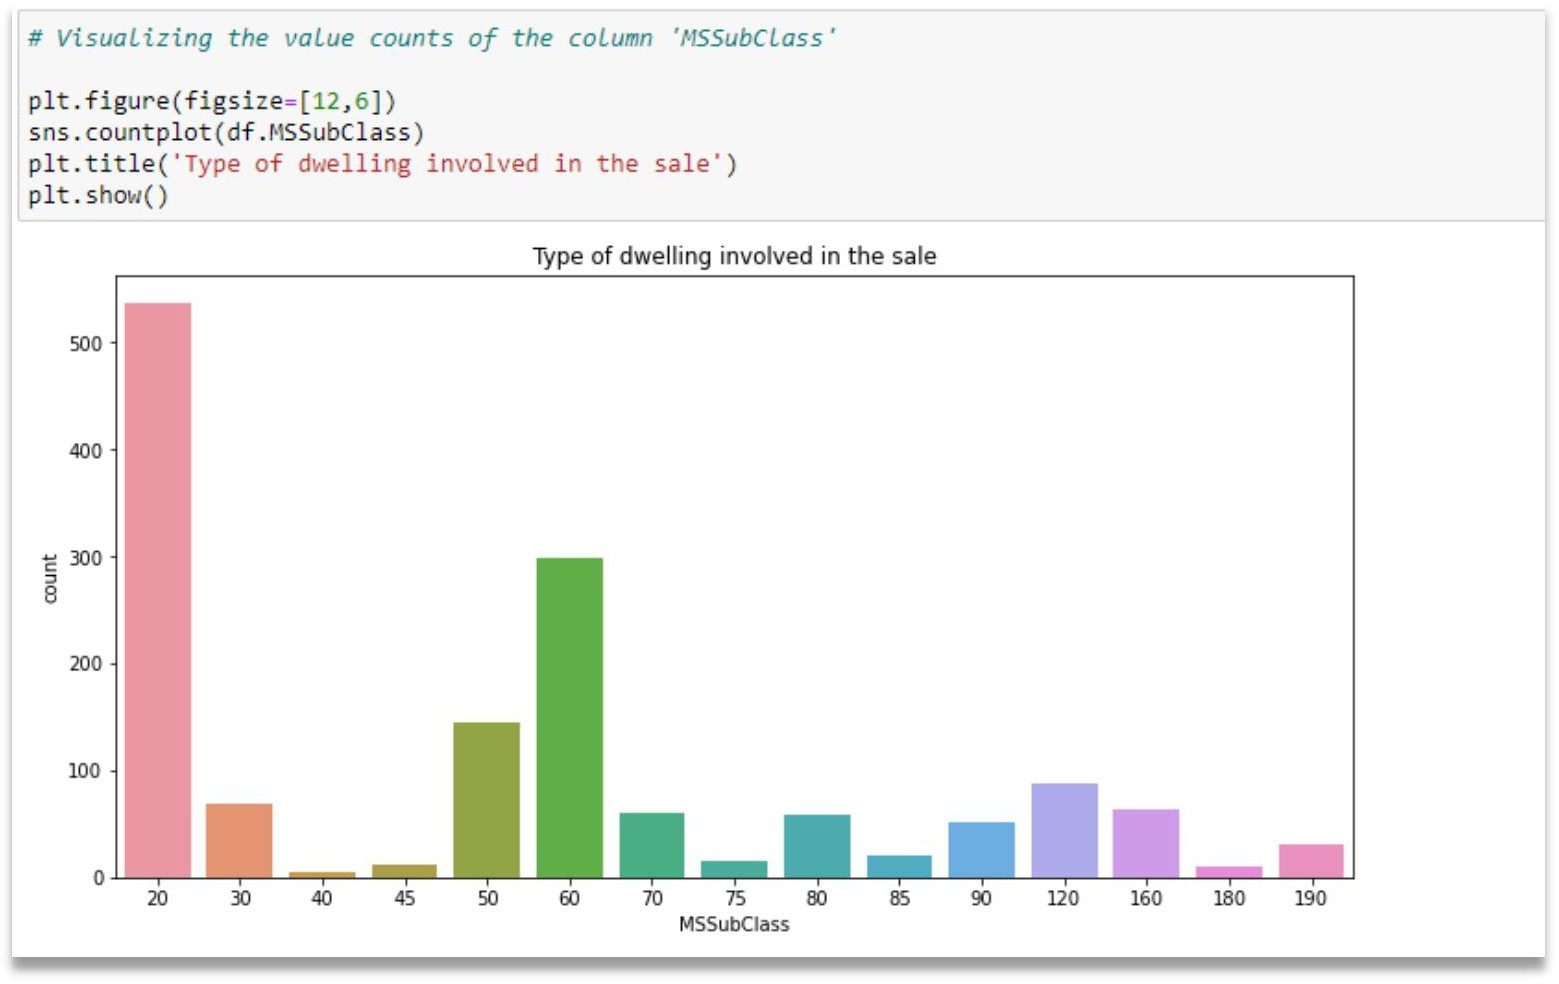 # Visualizing the value counts of the column 'MSSubClass'
plt.figure(figsize=[12,6])
sns.countplot(df.MSSubClass)
plt.title('Type of dwelling involved in the sale')
plt.show()
Type of dwelling involved in the sale
500
400
300
200
100
0
count
20 30 40 45 50 60 70 75 80 85 90 120 160 180 190
MSSubClass